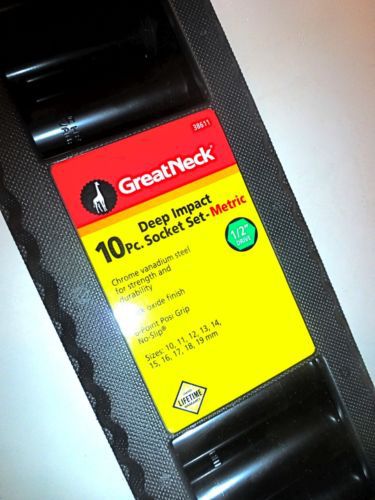 38611
GreatNeck®
Deep Impact
10 Pc. Socket Set-Metric
1/2"
DRIVE
Chrome vanadium steel
for strength and
durability
oxide finish
Point Posi Grip
No-Slip®
Sizes: 10, 11, 12, 13, 14,
15, 16, 17, 18, 19 mm
LIFETIME